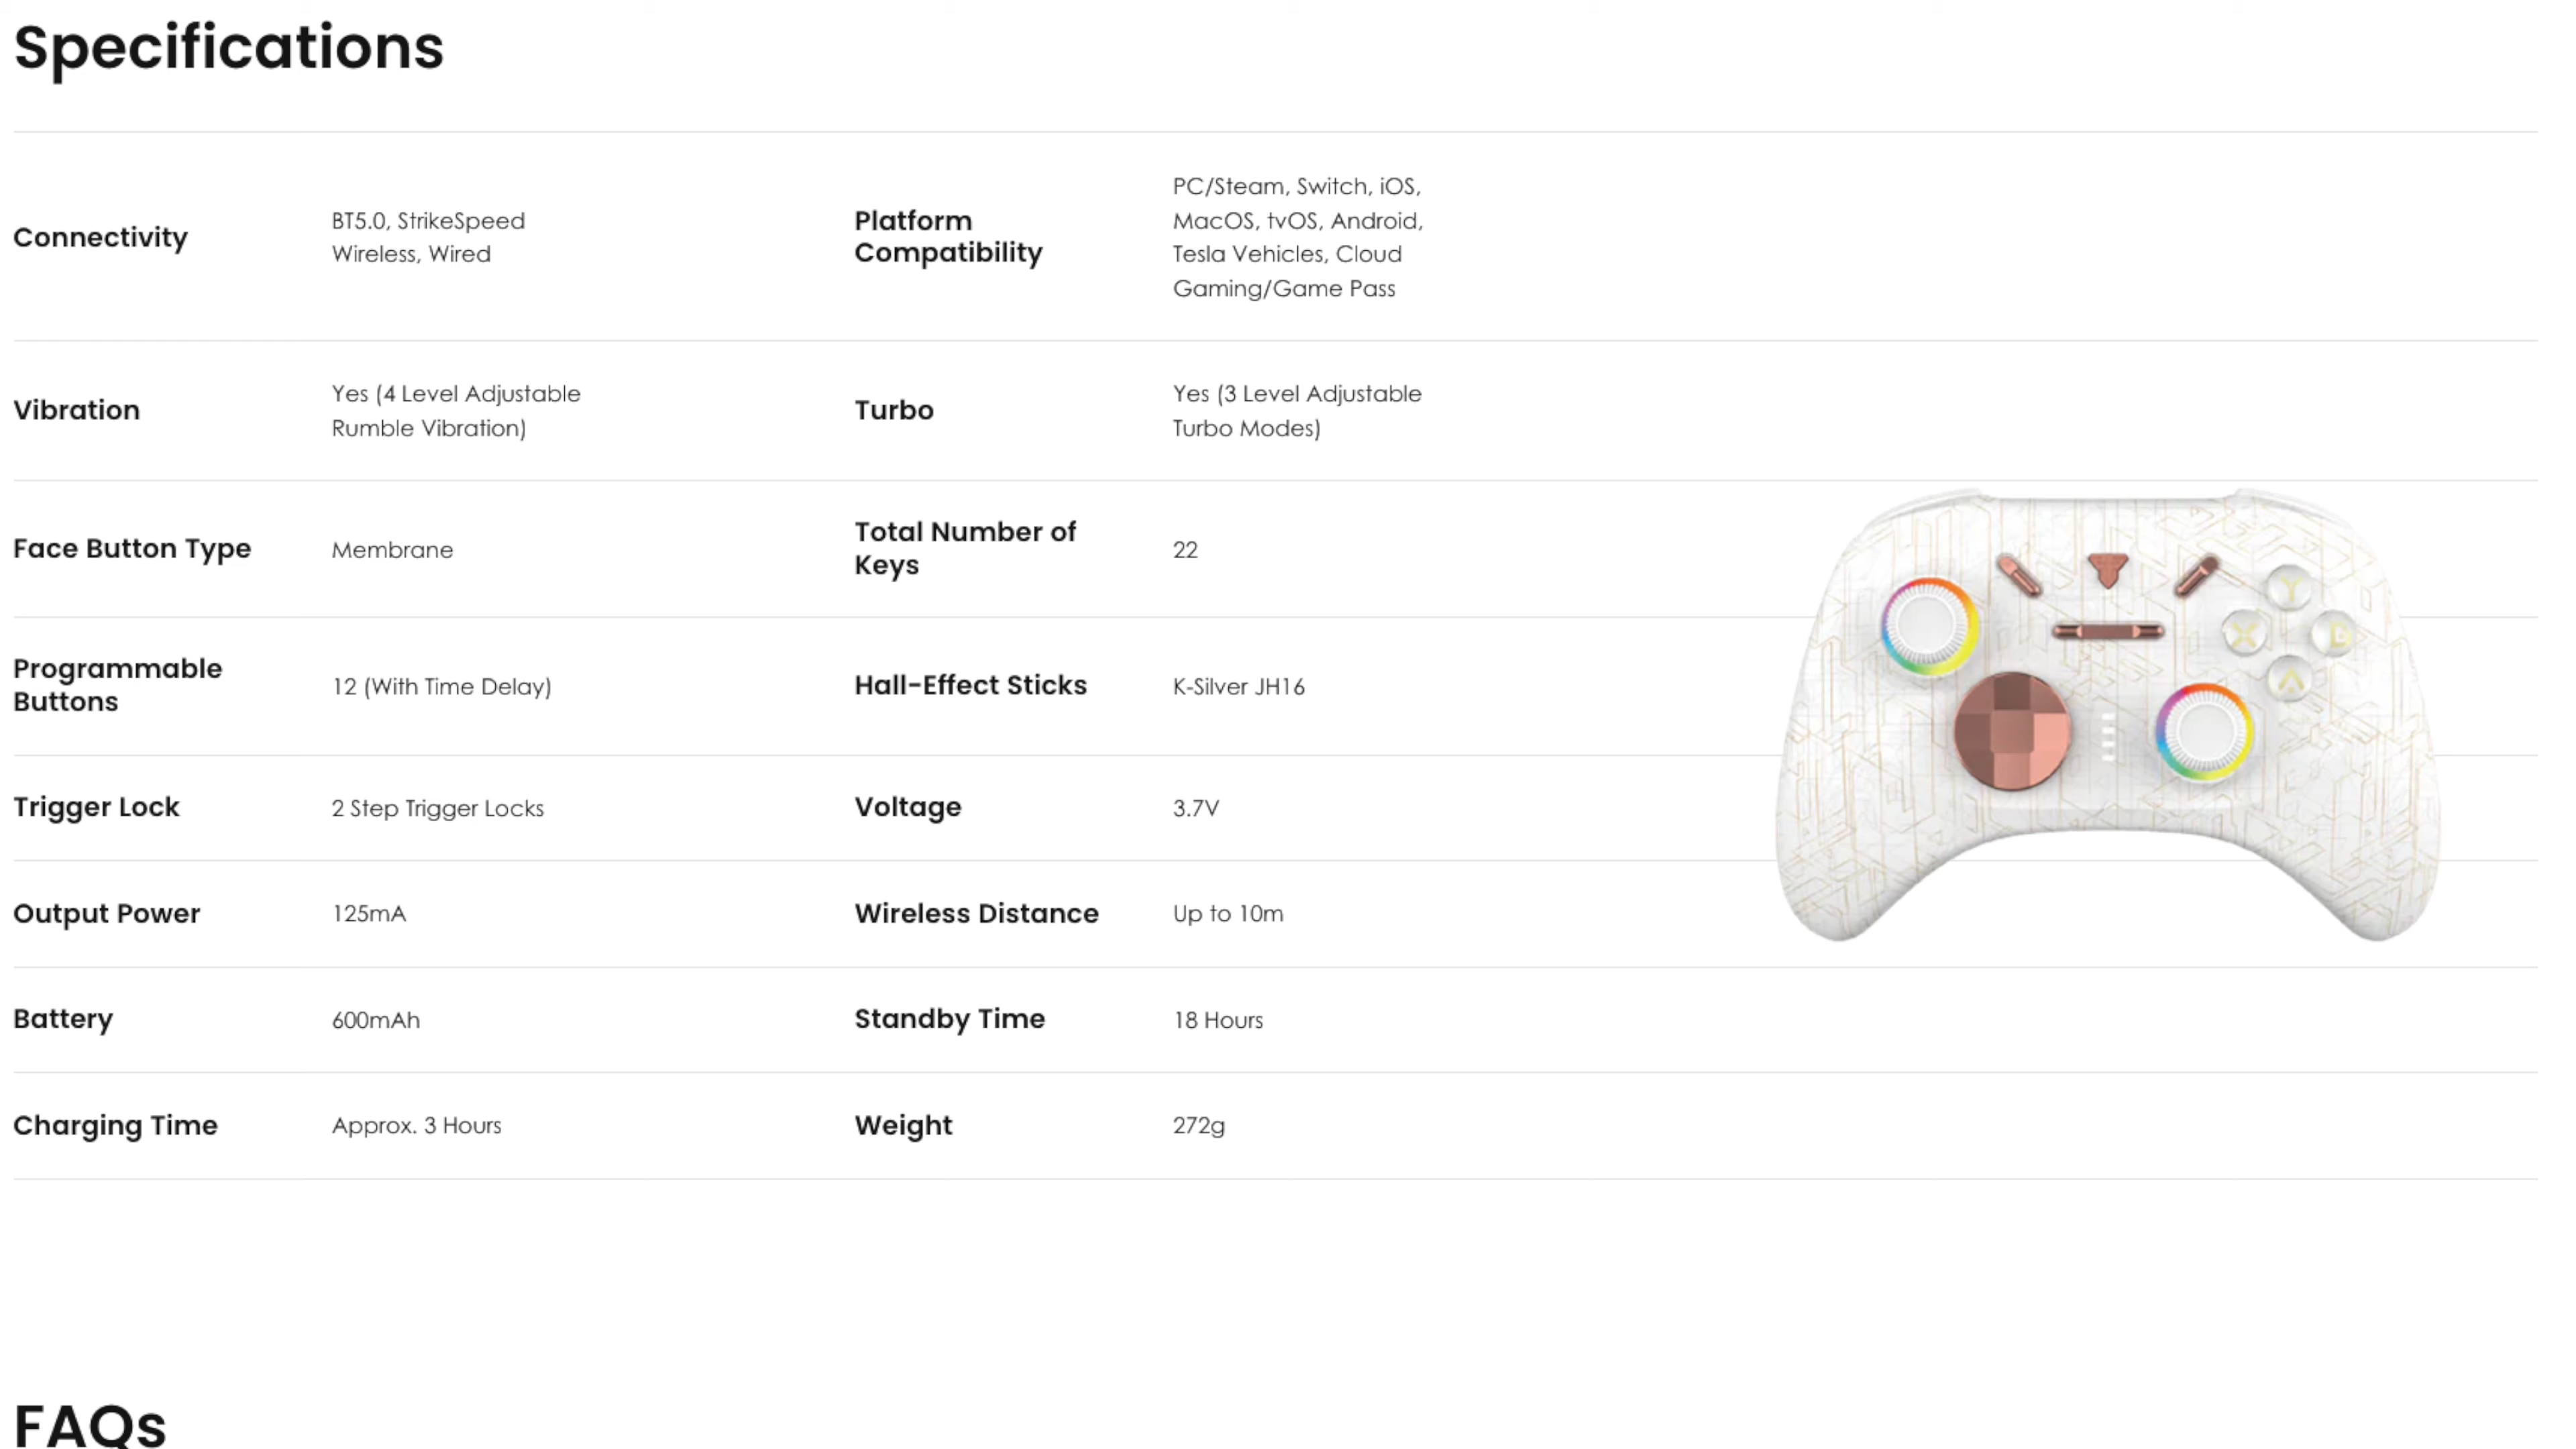 Specifications
Connectivity
BT5.0, StrikeSpeed
Wireless, Wired
Platform
Compatibility
PC/Steam, Switch, iOS,
MacOS, tvOS, Android,
Tesla Vehicles, Cloud
Gaming/Game Pass
Vibration
Yes (4 Level Adjustable
Rumble Vibration)
Turbo
Yes (3 Level Adjustable
Turbo Modes)
Face Button Type
Membrane
Total Number of
Keys
22
Programmable
Buttons
12 (With Time Delay)
Hall-Effect Sticks
K-Silver JH16
Trigger Lock
2 Step Trigger Locks
Voltage
3.7V
Output Power
125mA
Wireless Distance
Up to 10m
Battery
600mAh
Standby Time
18 Hours
Charging Time
Approx. 3 Hours
Weight
272g
Y
X
B
A
FAQs